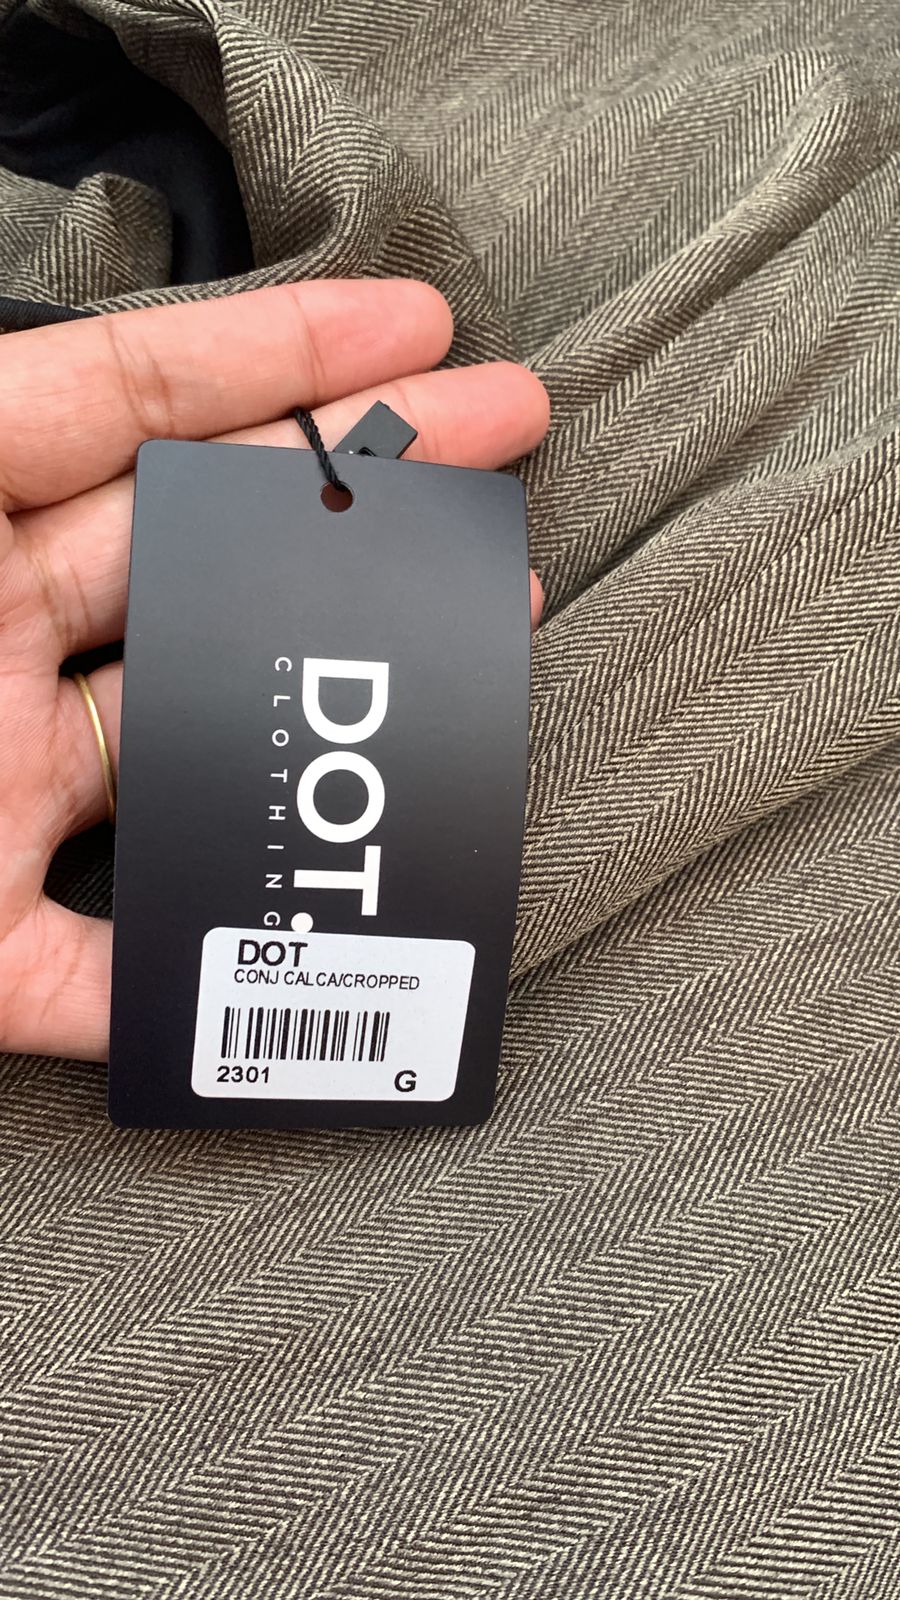 DOT.
CLOTHING
DOT
CONJ CALCA/CROPPED
2301
G